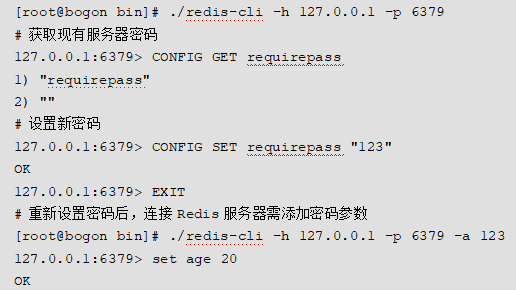 [root@bogon bin]# ./redis-cli -h 127.0.0.1 -p 6379
# 获取现有服务器密码
127.0.0.1:6379> CONFIG GET requirepass
1) "requirepass"
2) ""
# 设置新密码
127.0.0.1:6379> CONFIG SET requirepass "123"
OK
127.0.0.1:6379> EXIT
# 重新设置密码后，连接 Redis 服务器需添加密码参数
[root@bogon bin]# ./redis-cli -h 127.0.0.1 -p 6379 -a 123
127.0.0.1:6379> set age 20
OK